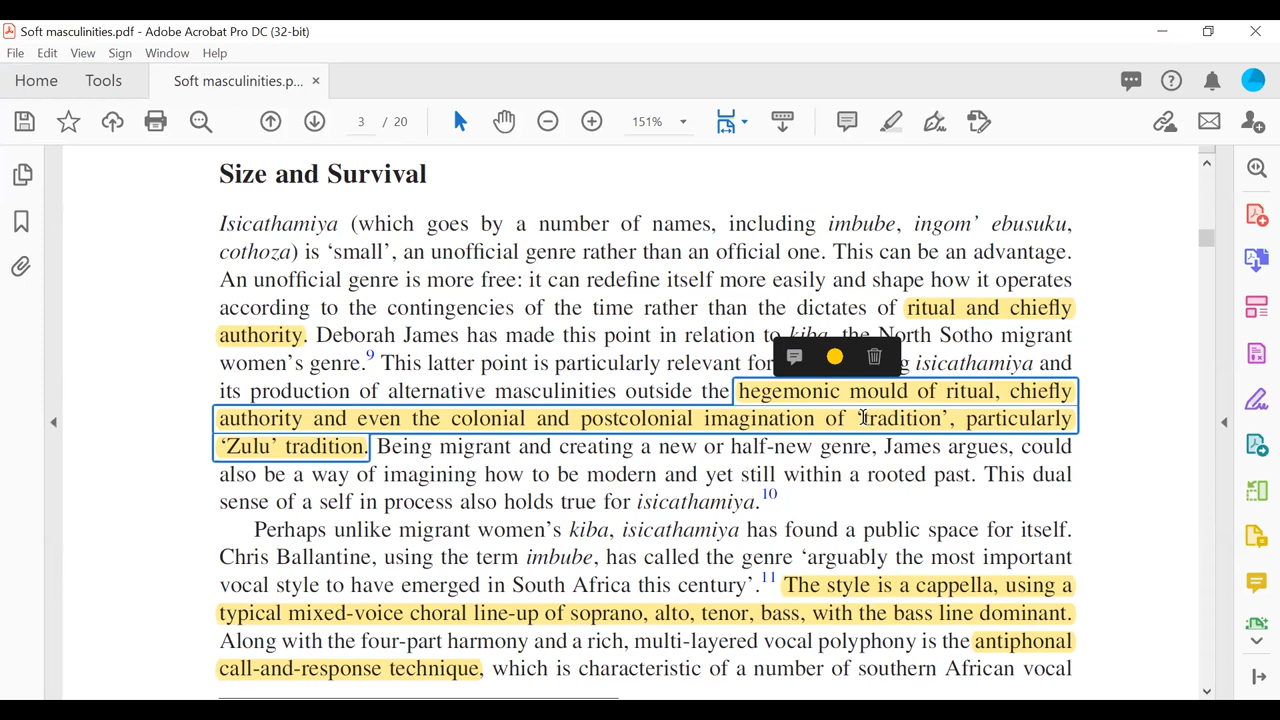 Soft masculinities.pdf - Adobe Acrobat Pro DC (32-bit)
File Edit View Sign Window Help
Home Tools Soft masculinities.p... ×
3 / 20 151%
Size and Survival
Isicathamiya (which goes by a number of names, including imbube, ingom’ ebusuku,
cothoza) is ‘small’, an unofficial genre rather than an official one. This can be an advantage.
An unofficial genre is more free: it can redefine itself more easily and shape how it operates
according to the contingencies of the time rather than the dictates of ritual and chiefly
authority. Deborah James has made this point in relation to kiba, the North Sotho migrant
women’s genre.9 This latter point is particularly relevant for isicathamiya and
its production of alternative masculinities outside the hegemonic mould of ritual, chiefly
authority and even the colonial and postcolonial imagination of ‘tradition’, particularly
‘Zulu’ tradition. Being migrant and creating a new or half-new genre, James argues, could
also be a way of imagining how to be modern and yet still within a rooted past. This dual
sense of a self in process also holds true for isicathamiya.10
Perhaps unlike migrant women’s kiba, isicathamiya has found a public space for itself.
Chris Ballantine, using the term imbube, has called the genre ‘arguably the most important
vocal style to have emerged in South Africa this century’.11 The style is a cappella, using a
typical mixed-voice choral line-up of soprano, alto, tenor, bass, with the bass line dominant.
Along with the four-part harmony and a rich, multi-layered vocal polyphony is the antiphonal
call-and-response technique, which is characteristic of a number of southern African vocal